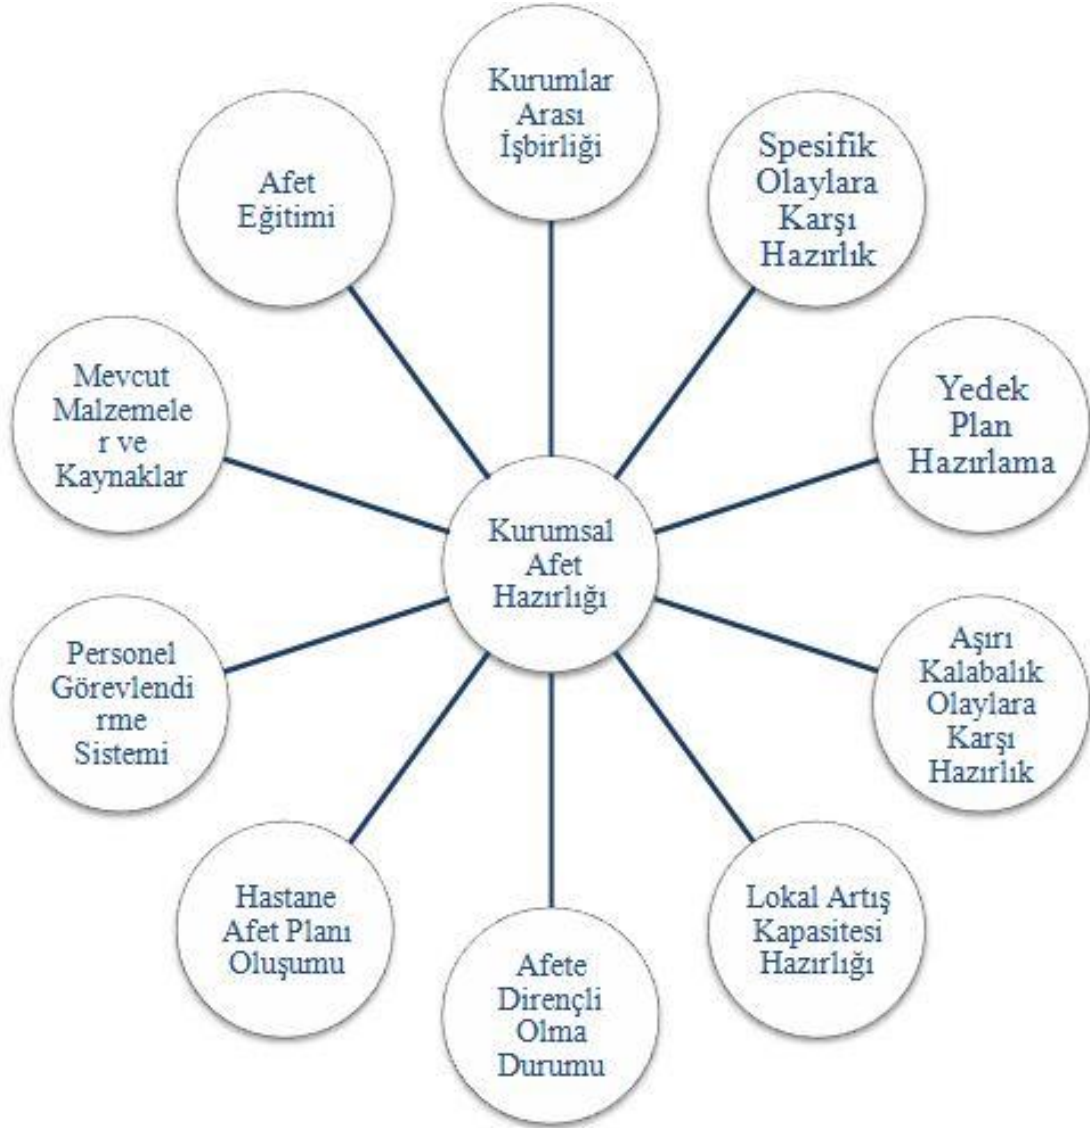 Kurumlar
Arası
İşbirliği
Spesifik
Olaylara
Karşı
Hazırlık
Yedek
Plan
Hazırlama
Aşırı
Kalabalık
Olaylara
Karşı
Hazırlık
Lokal Artış
Kapasitesi
Hazırlığı
Afete
Dirençli
Olma
Durumu
Hastane
Afet Planı
Oluşumu
Personel
Görevlendi
rme
Sistemi
Mevcut
Malzemele
r ve
Kaynaklar
Afet
Eğitimi
Kurumsal
Afet
Hazırlığı